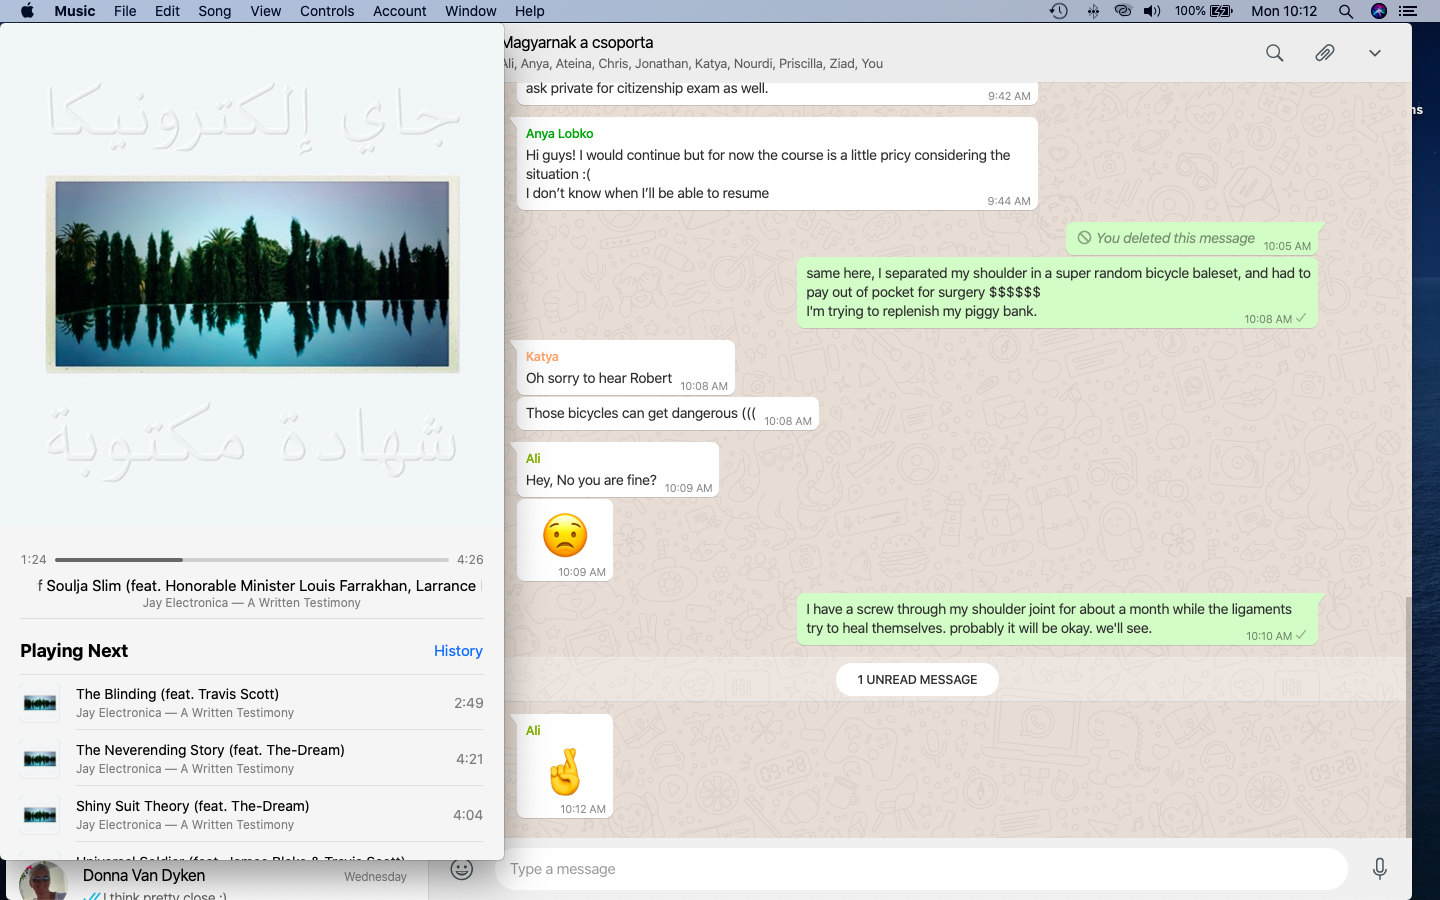 Music File Edit Song View Controls Account Window Help
100% Mon 10:12
جاي إلكترونيكا
شهادة مكتوبة
1:24 4:26
f Soulja Slim (feat. Honorable Minister Louis Farrakhan, Larrance
Jay Electronica — A Written Testimony
Playing Next History
The Blinding (feat. Travis Scott)
Jay Electronica — A Written Testimony
2:49
The Neverending Story (feat. The-Dream)
Jay Electronica — A Written Testimony
4:21
Shiny Suit Theory (feat. The-Dream)
Jay Electronica — A Written Testimony
4:04
Universal Soldier (feat. James Blake & Travis Scott)
Donna Van Dyken Wednesday
I think pretty close :)
Magyarnak a csoporta
Ali, Anya, Ateina, Chris, Jonathan, Katya, Nourdi, Priscilla, Ziad, You
ask private for citizenship exam as well.
9:42 AM
Anya Lobko
Hi guys! I would continue but for now the course is a little pricy considering the
situation :(
I don’t know when I’ll be able to resume
9:44 AM
You deleted this message 10:05 AM
same here, I separated my shoulder in a super random bicycle baleset, and had to
pay out of pocket for surgery $$$$$$
I'm trying to replenish my piggy bank.
10:08 AM
Katya
Oh sorry to hear Robert 10:08 AM
Those bicycles can get dangerous ((( 10:08 AM
Ali
Hey, No you are fine? 10:09 AM
10:09 AM
I have a screw through my shoulder joint for about a month while the ligaments
try to heal themselves. probably it will be okay. we'll see.
10:10 AM
1 UNREAD MESSAGE
Ali
10:12 AM
Type a message
ns